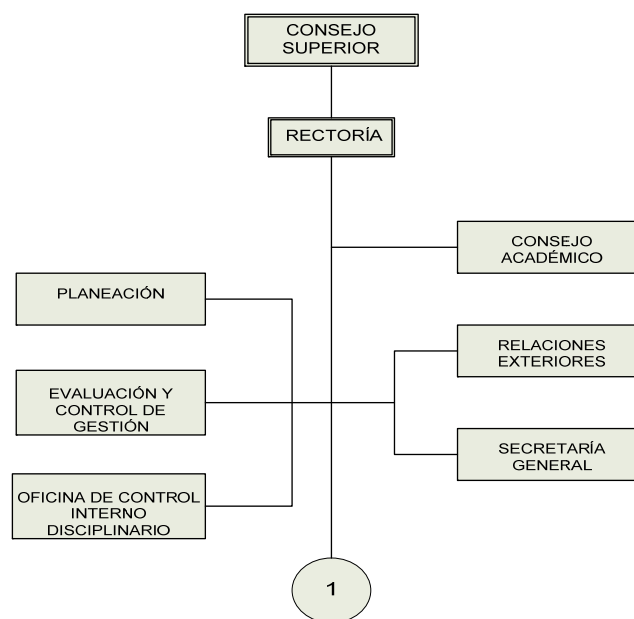 CONSEJO
SUPERIOR
RECTORÍA
CONSEJO
ACADÉMICO
PLANEACIÓN
RELACIONES
EXTERIORES
EVALUACIÓN Y
CONTROL DE
GESTIÓN
SECRETARÍA
GENERAL
OFICINA DE CONTROL
INTERNO
DISCIPLINARIO
1